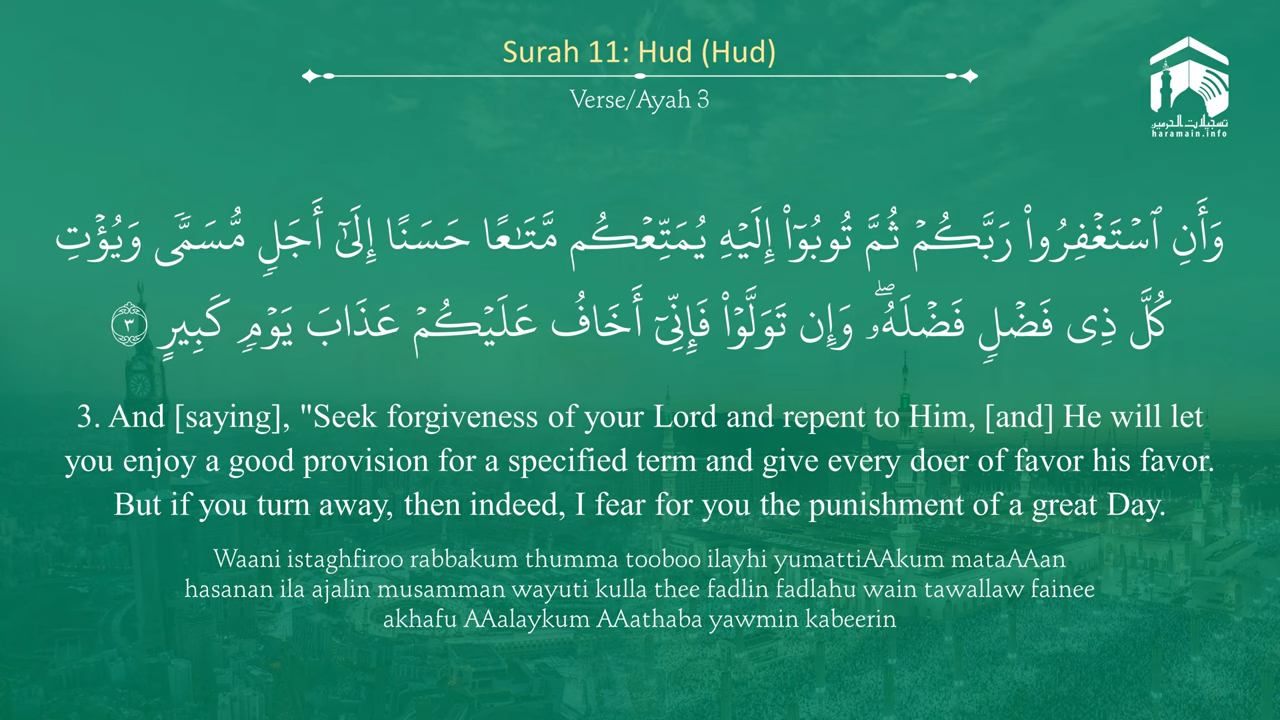 Surah 11: Hud (Hud)
Verse/Ayah 3
تسجيلات الحرمين
haramain.info
وَأَنِ ٱسْتَغْفِرُوا۟ رَبَّكُمْ ثُمَّ تُوبُوٓا۟ إِلَيْهِ يُمَتِّعْكُم مَّتَـٰعًا حَسَنًا إِلَىٰٓ أَجَلٍ مُّسَمًّى وَيُؤْتِ
كُلَّ ذِى فَضْلٍ فَضْلَهُۥ ۖ وَإِن تَوَلَّوْا۟ فَإِنِّىٓ أَخَافُ عَلَيْكُمْ عَذَابَ يَوْمٍ كَبِيرٍ ٣
3. And [saying], "Seek forgiveness of your Lord and repent to Him, [and] He will let
you enjoy a good provision for a specified term and give every doer of favor his favor.
But if you turn away, then indeed, I fear for you the punishment of a great Day.
Waani istaghfiroo rabbakum thumma tooboo ilayhi yumattiAAkum mataAAan
hasanan ila ajalin musamman wayuti kulla thee fadlin fadlahu wain tawallaw fainee
akhafu AAalaykum AAathaba yawmin kabeerin